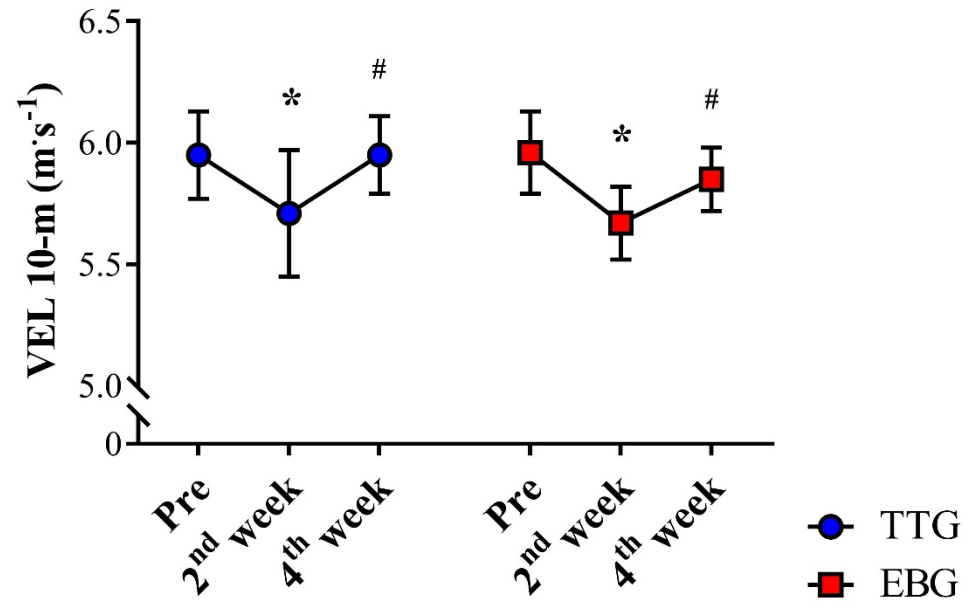 VEL 10-m (m·s-1)
6.5
6.0
5.5
5.0
0
*
#
*
#
Pre
2nd week
4th week
Pre
2nd week
4th week
TTG
EBG